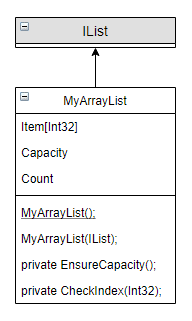 IList
MyArrayList
Item[Int32]
Capacity
Count
MyArrayList();
MyArrayList(IList);
private EnsureCapacity();
private CheckIndex(Int32);